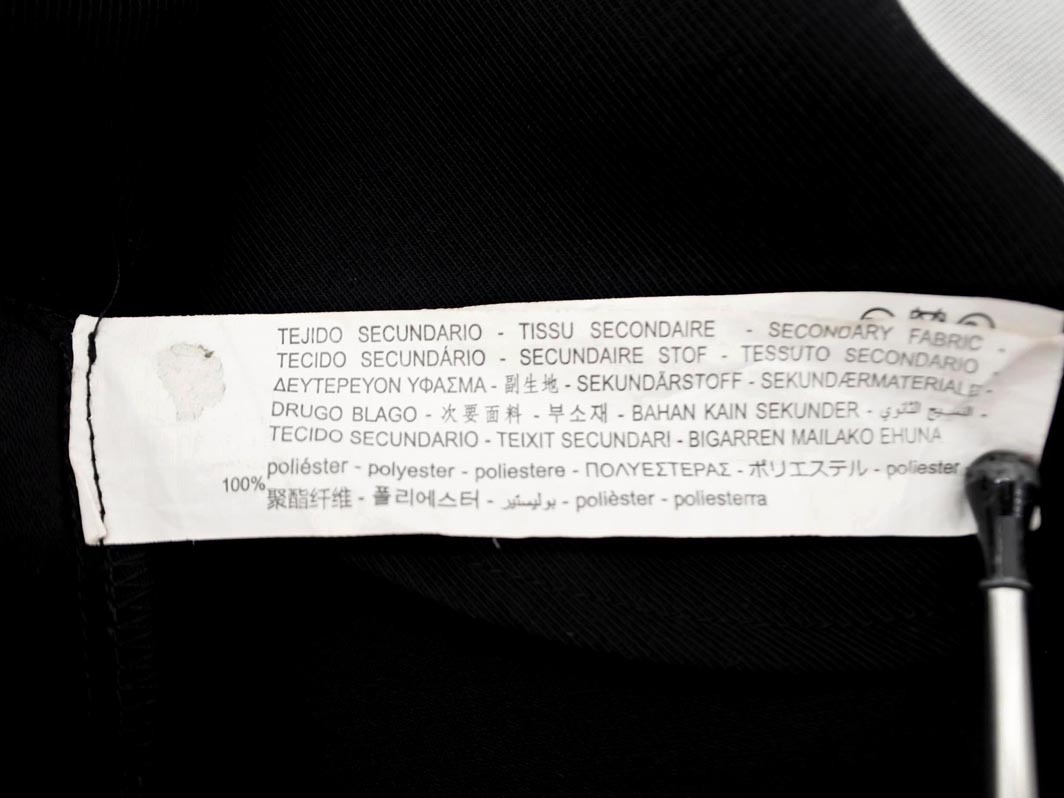 TEJIDO SECUNDARIO - TISSU SECONDAIRE - SECONDARY FABRIC -
TECIDO SECUNDÁRIO - SECUNDAIRE STOF - TESSUTO SECONDARIO -
ΔΕΥΤΕΡΕΥΟΝ ΥΦΑΣΜΑ - 副生地 - SEKUNDÄRSTOFF - SEKUNDÆRMATERIALE -
DRUGO BLAGO - 次要面料 - 부소재 - BAHAN KAIN SEKUNDER - النسيج الثانوي -
TECIDO SECUNDARIO - TEIXIT SECUNDARI - BIGARREN MAILAKO EHUNA
100% poliéster - polyester - poliestere - ΠΟΛΥΕΣΤΕΡΑΣ - ポリエステル - poliester
聚酯纤维 - 폴리에스터 - بوليستير - polièster - poliesterra